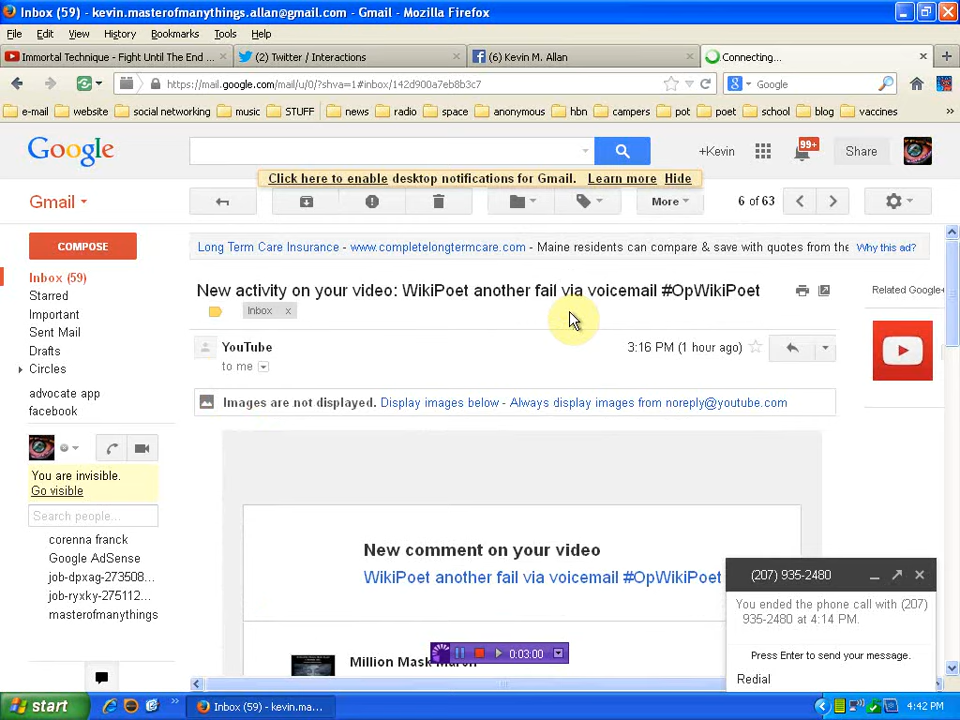 Inbox (59) - kevin.masterofmanythings.allan@gmail.com - Gmail - Mozilla Firefox
File Edit View History Bookmarks Tools Help
Immortal Technique - Fight Until The End ... (2) Twitter / Interactions (6) Kevin M. Allan Connecting...
https://mail.google.com/mail/u/0/?shva=1#inbox/142d900a7eb8b3c7 Google
e-mail website social networking music STUFF news radio space anonymous hbn campers pot poet school blog vaccines
Google +Kevin 99+ Share
Click here to enable desktop notifications for Gmail. Learn more Hide
Gmail More 6 of 63
COMPOSE
Long Term Care Insurance - www.completelongtermcare.com - Maine residents can compare & save with quotes from the Why this ad?
Inbox (59)
Starred
Important
Sent Mail
Drafts
Circles
advocate app
facebook
New activity on your video: WikiPoet another fail via voicemail #OpWikiPoet
Related Google+
Inbox x
YouTube 3:16 PM (1 hour ago)
to me
Images are not displayed. Display images below - Always display images from noreply@youtube.com
You are invisible.
Go visible
Search people...
corenna franck
Google AdSense
job-dpxag-273508...
job-ryxky-275112...
masterofmanythings
New comment on your video
WikiPoet another fail via voicemail #OpWikiPoet
Million Mask March
0:03:00
(207) 935-2480
You ended the phone call with (207)
935-2480 at 4:14 PM.
Press Enter to send your message.
Redial
start Inbox (59) - kevin.ma... 4:42 PM